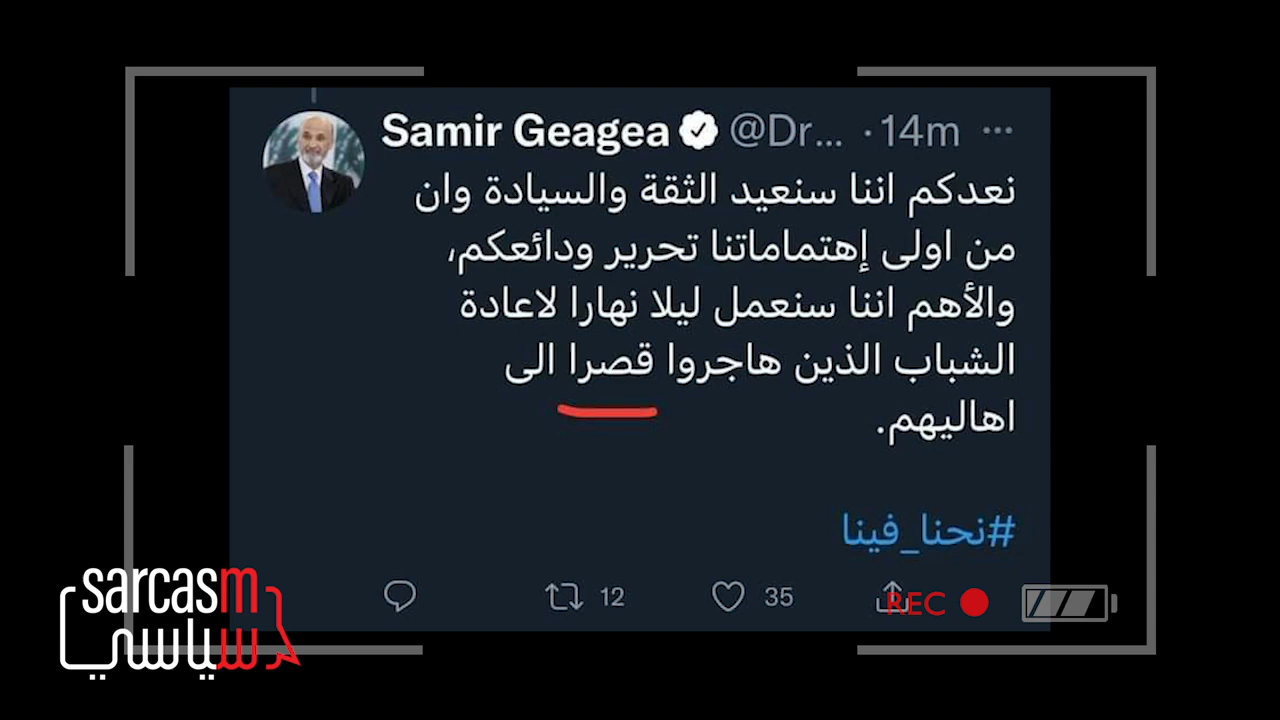 Samir Geagea @Dr... · 14m ...
نعدكم اننا سنعيد الثقة والسيادة وان
من اولى إهتماماتنا تحرير ودائعكم،
والأهم اننا سنعمل ليلا نهارا لاعادة
الشباب الذين هاجروا قصرا الى
اهاليهم.
#نحنا_فينا
12 35
REC
sarcasm
سياسي